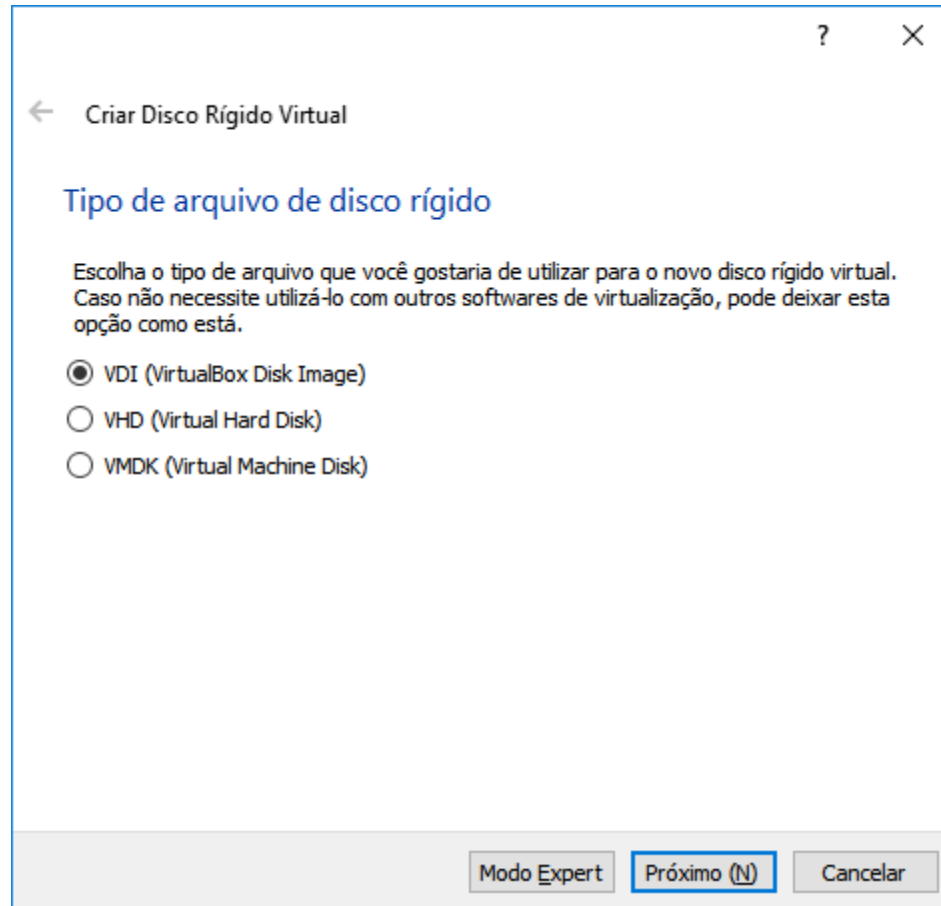 ?
Criar Disco Rígido Virtual
Tipo de arquivo de disco rígido
Escolha o tipo de arquivo que você gostaria de utilizar para o novo disco rígido virtual.
Caso não necessite utilizá-lo com outros softwares de virtualização, pode deixar esta
opção como está.
VDI (VirtualBox Disk Image)
VHD (Virtual Hard Disk)
VMDK (Virtual Machine Disk)
Modo Expert Próximo (N) Cancelar